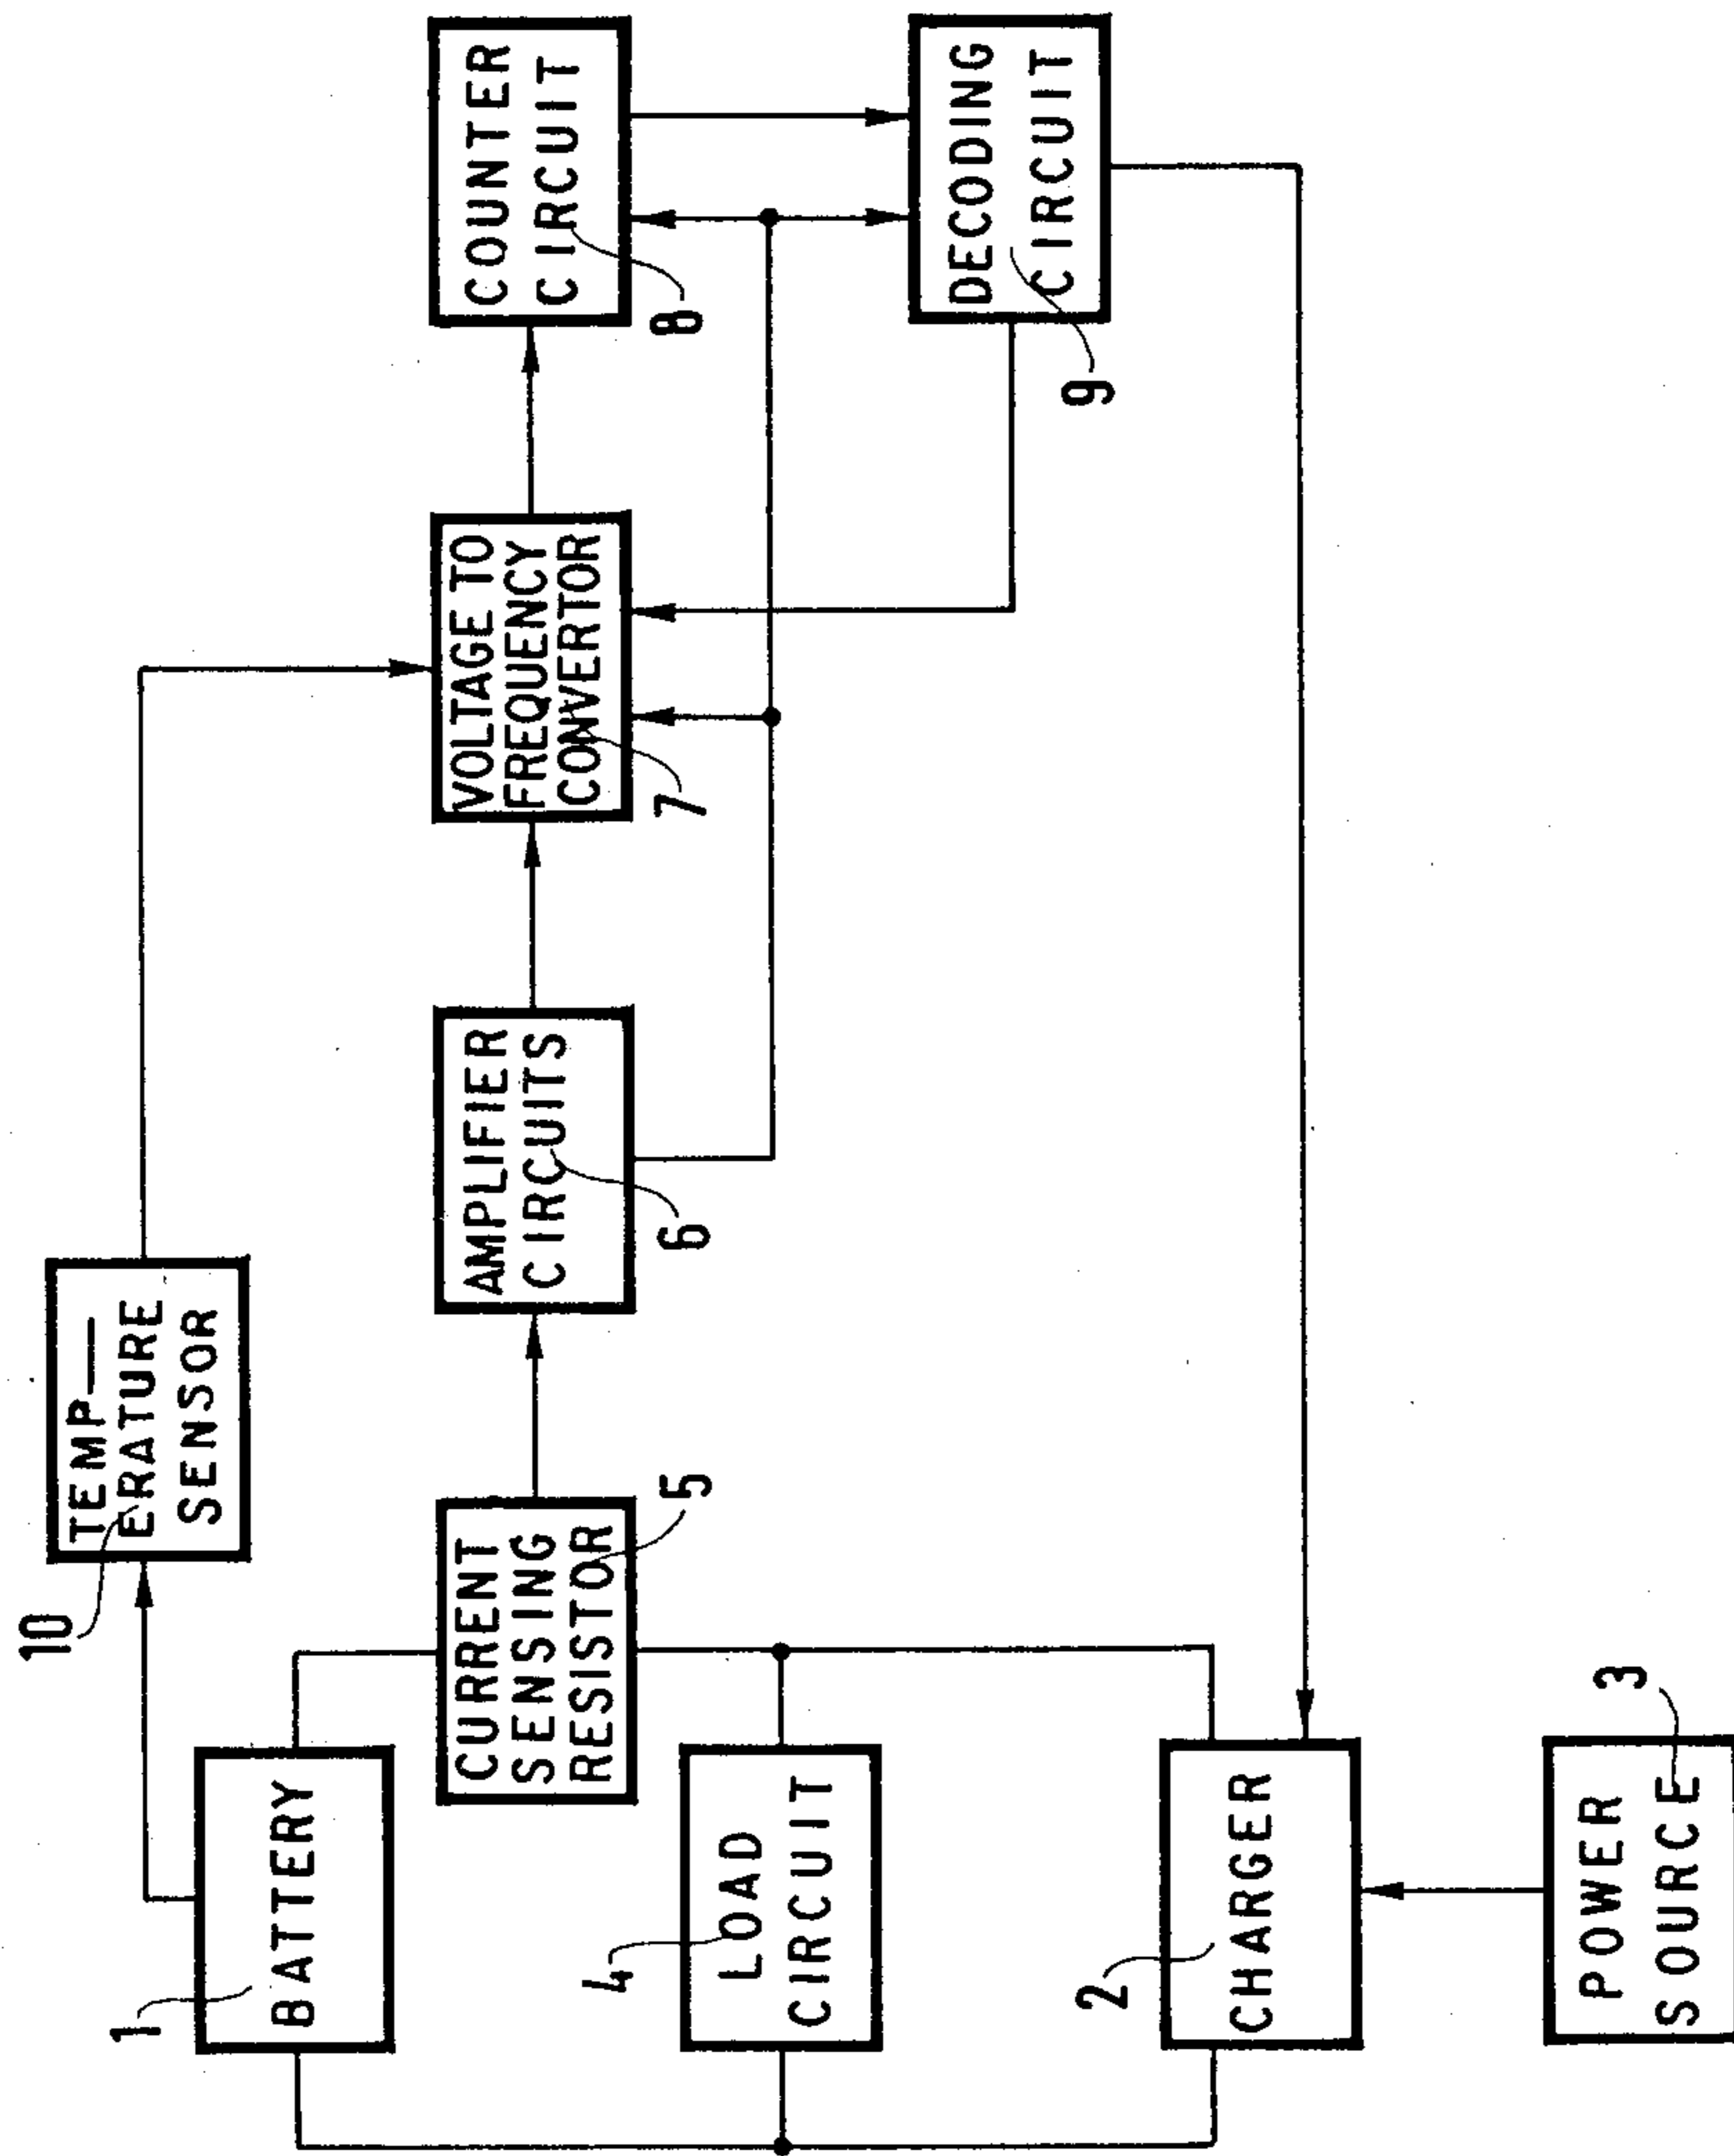 10
TEMP—
ERATURE
SENSOR
1
BATTERY
CURRENT
SENSING
RESISTOR
5
AMPLIFIER
CIRCUITS
6
VOLTAGE TO
FREQUENCY
CONVERTOR
7
COUNTER
CIRCUIT
8
4
LOAD
CIRCUIT
DECODING
CIRCUIT
9
2
CHARGER
POWER
SOURCE
3